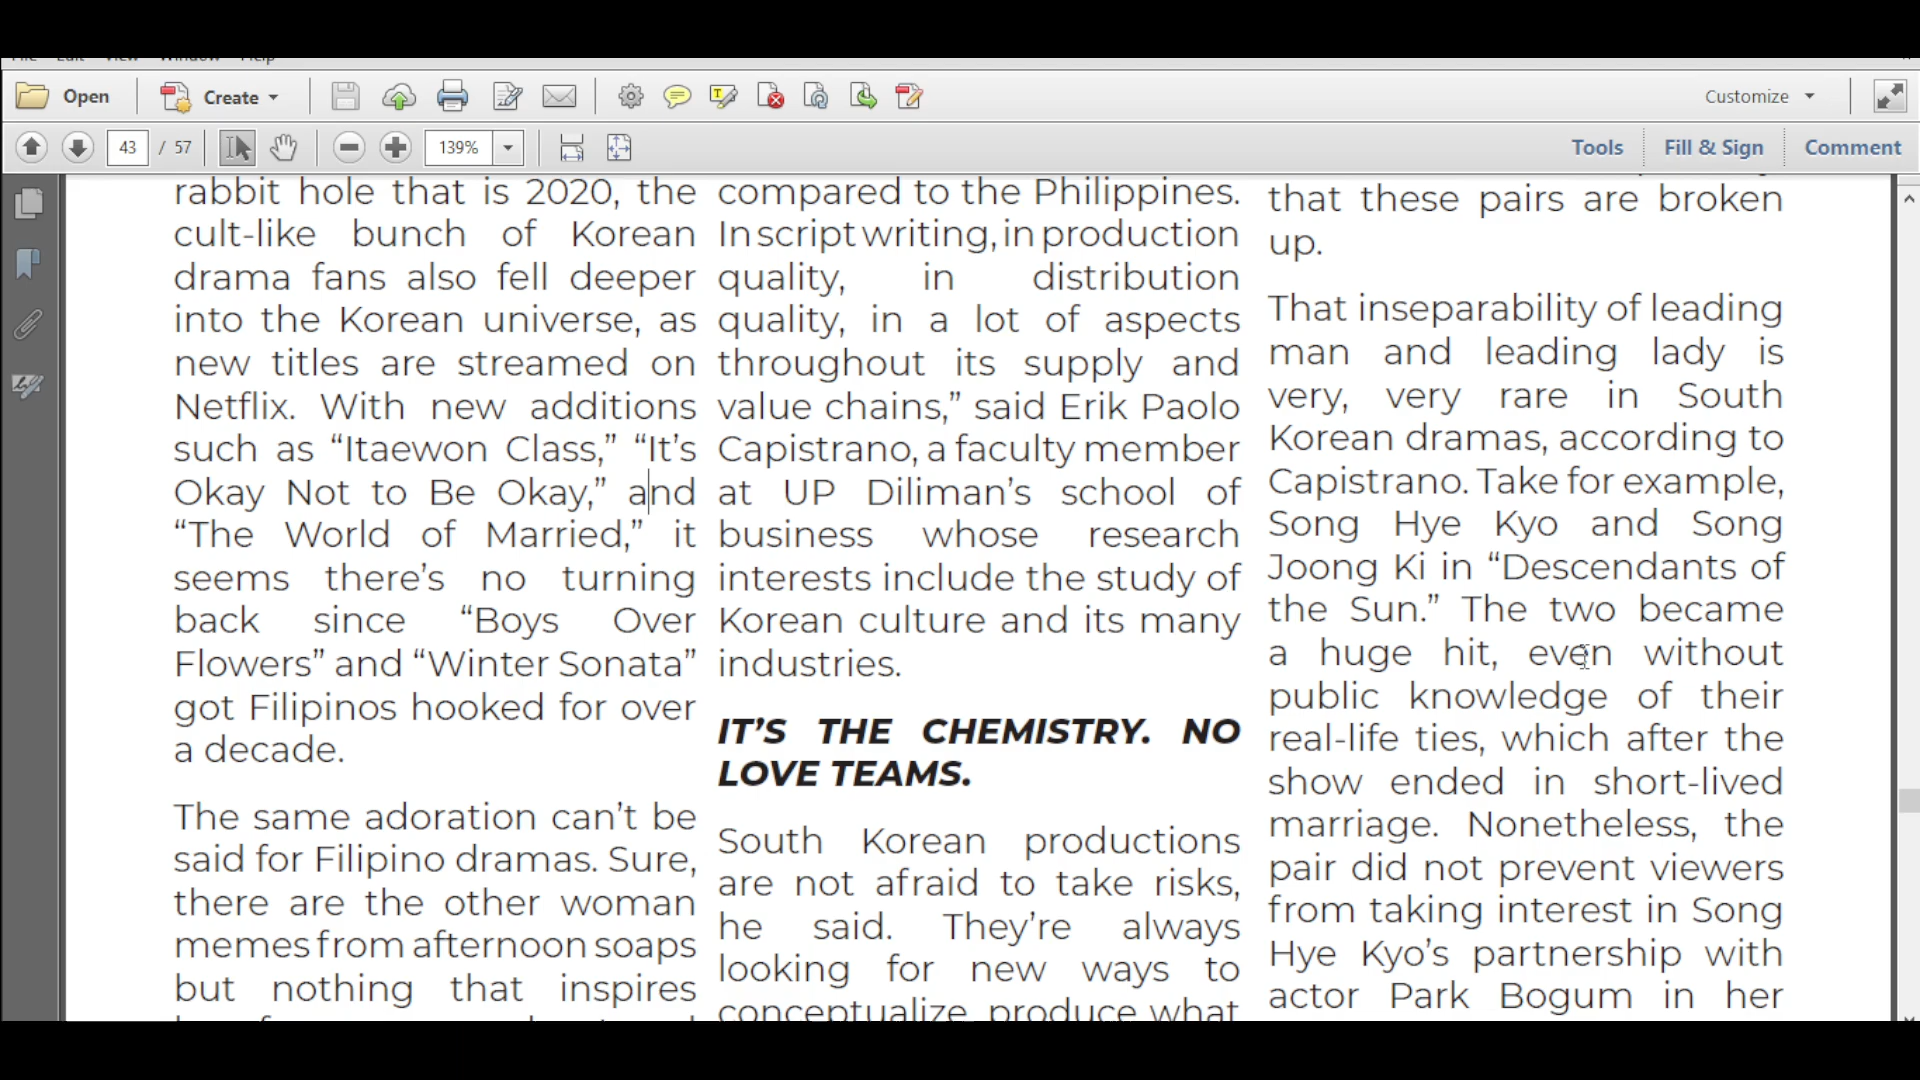 Open
Create
Customize
43 / 57
139%
Tools
Fill & Sign
Comment
rabbit hole that is 2020, the
cult-like bunch of Korean
drama fans also fell deeper
into the Korean universe, as
new titles are streamed on
Netflix. With new additions
such as “Itaewon Class,” “It’s
Okay Not to Be Okay,” and
“The World of Married,” it
seems there’s no turning
back since “Boys Over
Flowers” and “Winter Sonata”
got Filipinos hooked for over
a decade.
The same adoration can’t be
said for Filipino dramas. Sure,
there are the other woman
memes from afternoon soaps
but nothing that inspires
compared to the Philippines.
In script writing, in production
quality, in distribution
quality, in a lot of aspects
throughout its supply and
value chains,” said Erik Paolo
Capistrano, a faculty member
at UP Diliman’s school of
business whose research
interests include the study of
Korean culture and its many
industries.
IT’S THE CHEMISTRY. NO
LOVE TEAMS.
South Korean productions
are not afraid to take risks,
he said. They’re always
looking for new ways to
conceptualize, produce what
that these pairs are broken
up.
That inseparability of leading
man and leading lady is
very, very rare in South
Korean dramas, according to
Capistrano. Take for example,
Song Hye Kyo and Song
Joong Ki in “Descendants of
the Sun.” The two became
a huge hit, even without
public knowledge of their
real-life ties, which after the
show ended in short-lived
marriage. Nonetheless, the
pair did not prevent viewers
from taking interest in Song
Hye Kyo’s partnership with
actor Park Bogum in her